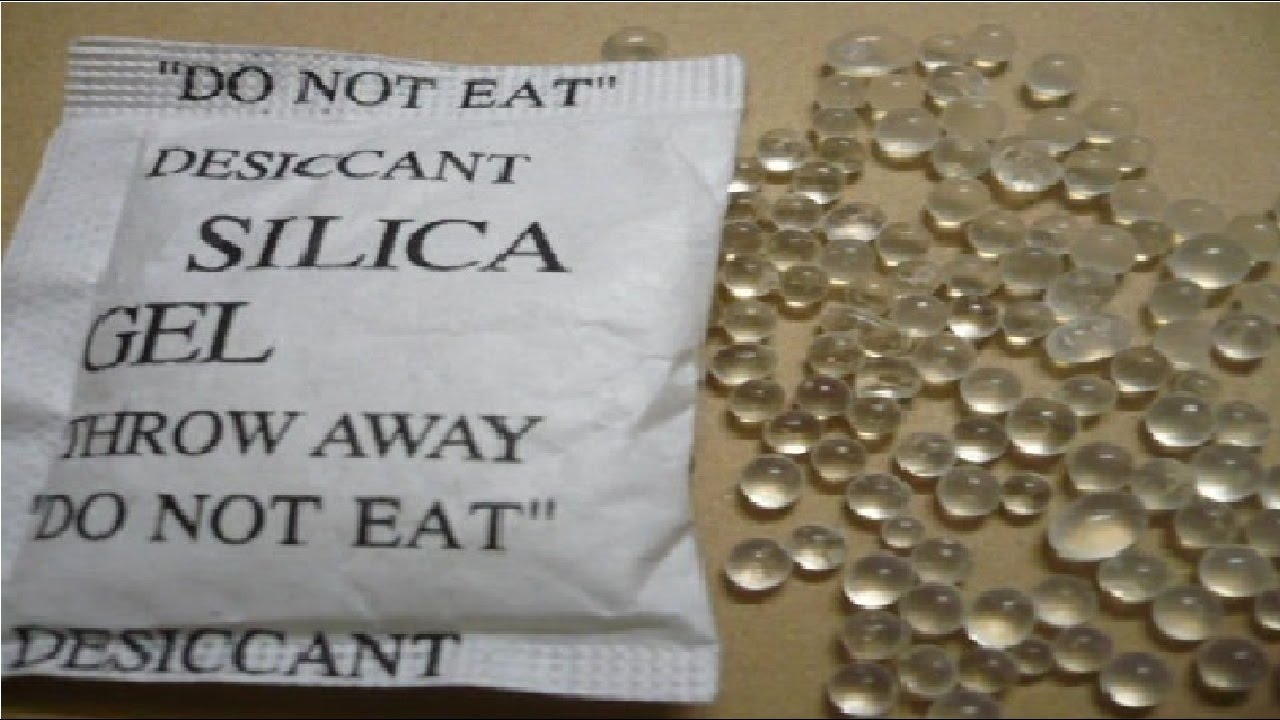 "DO NOT EAT"
DESICCANT
SILICA
GEL
THROW AWAY
"DO NOT EAT"
DESICCANT